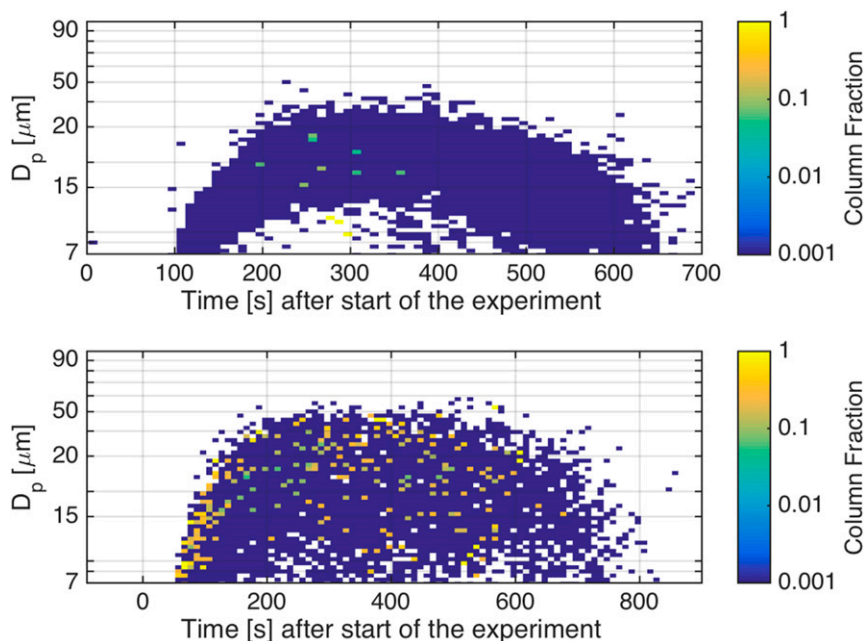 90
50
20
15
7
D_p [μm]
0 100 200 300 400 500 600 700
Time [s] after start of the experiment
1
0.1
0.01
0.001
Column Fraction
90
50
20
15
7
D_p [μm]
0 200 400 600 800
Time [s] after start of the experiment
1
0.1
0.01
0.001
Column Fraction